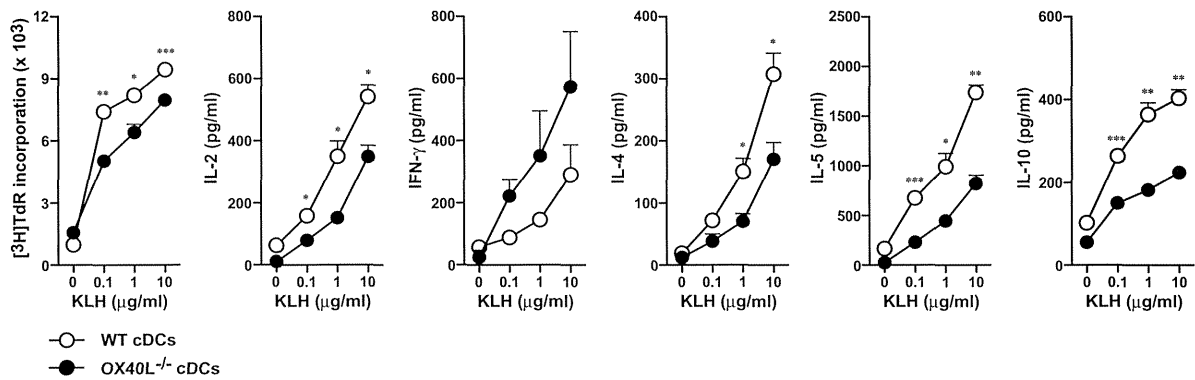 [³H]TdR incorporation (x 10³)
12
9
6
3
0
** * ***
0 0.1 1 10
KLH (μg/ml)
IL-2 (pg/ml)
800
600
400
200
0
* * *
0 0.1 1 10
KLH (μg/ml)
IFN-γ (pg/ml)
800
600
400
200
0
0 0.1 1 10
KLH (μg/ml)
IL-4 (pg/ml)
400
300
200
100
0
* *
0 0.1 1 10
KLH (μg/ml)
IL-5 (pg/ml)
2500
2000
1500
1000
500
0
*** * **
0 0.1 1 10
KLH (μg/ml)
IL-10 (pg/ml)
600
400
200
0
*** ** **
0 0.1 1 10
KLH (μg/ml)
WT cDCs
OX40L⁻/⁻ cDCs